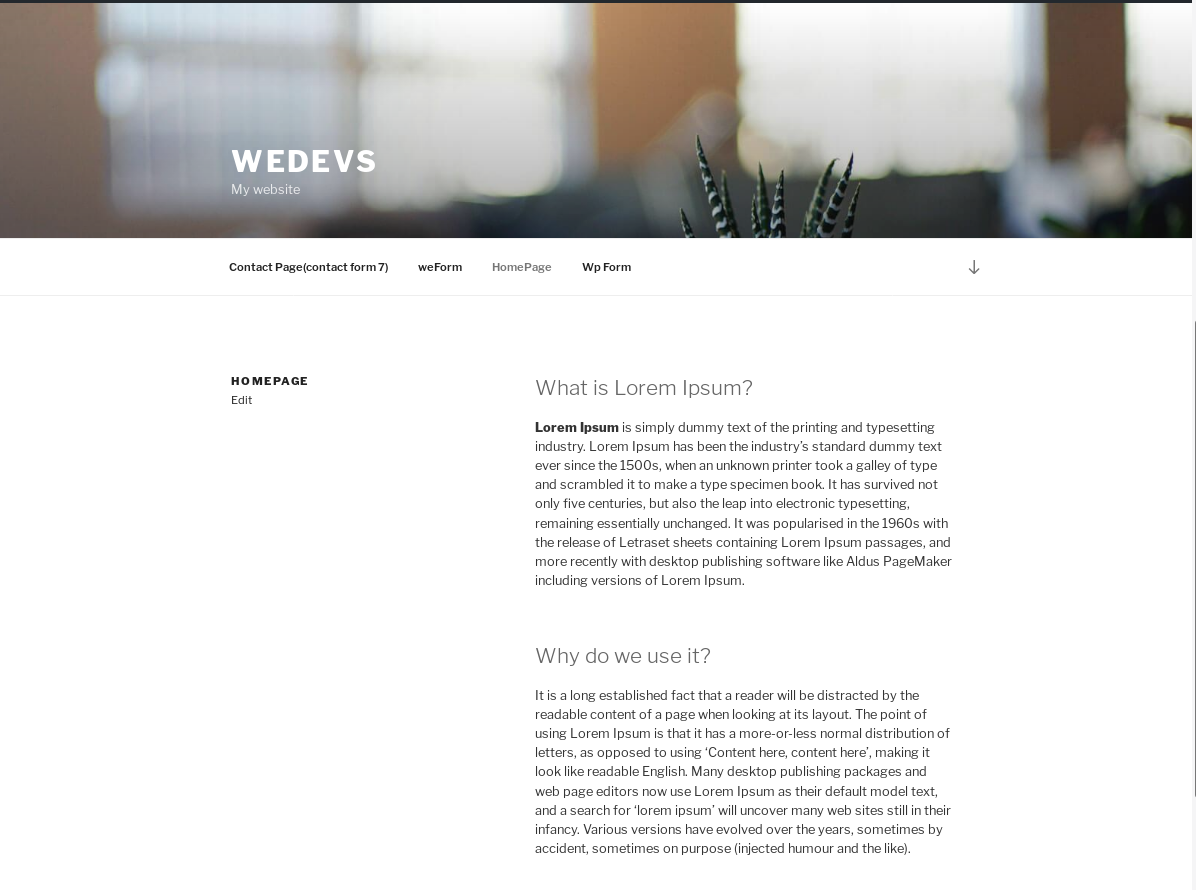 WEDEVS
My website
Contact Page(contact form 7) weForm HomePage Wp Form
HOMEPAGE
Edit
What is Lorem Ipsum?
Lorem Ipsum is simply dummy text of the printing and typesetting
industry. Lorem Ipsum has been the industry’s standard dummy text
ever since the 1500s, when an unknown printer took a galley of type
and scrambled it to make a type specimen book. It has survived not
only five centuries, but also the leap into electronic typesetting,
remaining essentially unchanged. It was popularised in the 1960s with
the release of Letraset sheets containing Lorem Ipsum passages, and
more recently with desktop publishing software like Aldus PageMaker
including versions of Lorem Ipsum.
Why do we use it?
It is a long established fact that a reader will be distracted by the
readable content of a page when looking at its layout. The point of
using Lorem Ipsum is that it has a more-or-less normal distribution of
letters, as opposed to using ‘Content here, content here’, making it
look like readable English. Many desktop publishing packages and
web page editors now use Lorem Ipsum as their default model text,
and a search for ‘lorem ipsum’ will uncover many web sites still in their
infancy. Various versions have evolved over the years, sometimes by
accident, sometimes on purpose (injected humour and the like).